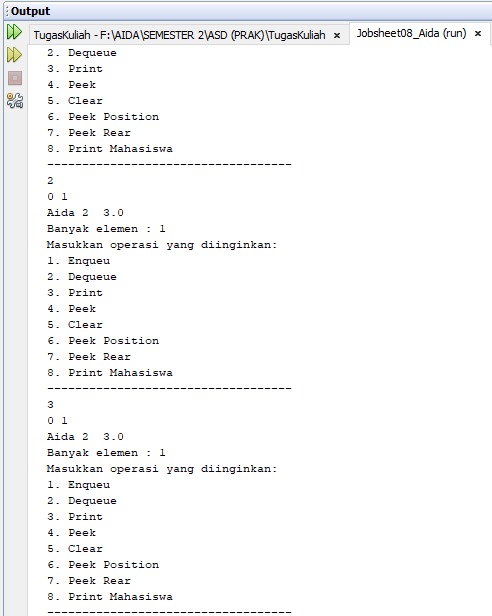 Output
TugasKuliah - F:\AIDA\SEMESTER 2\ASD (PRAK)\TugasKuliah × Jobsheet08_Aida (run) ×
2. Dequeue
3. Print
4. Peek
5. Clear
6. Peek Position
7. Peek Rear
8. Print Mahasiswa
----------------------------------
2
0 1
Aida 2  3.0
Banyak elemen : 1
Masukkan operasi yang diinginkan:
1. Enqueu
2. Dequeue
3. Print
4. Peek
5. Clear
6. Peek Position
7. Peek Rear
8. Print Mahasiswa
----------------------------------
3
0 1
Aida 2  3.0
Banyak elemen : 1
Masukkan operasi yang diinginkan:
1. Enqueu
2. Dequeue
3. Print
4. Peek
5. Clear
6. Peek Position
7. Peek Rear
8. Print Mahasiswa
----------------------------------